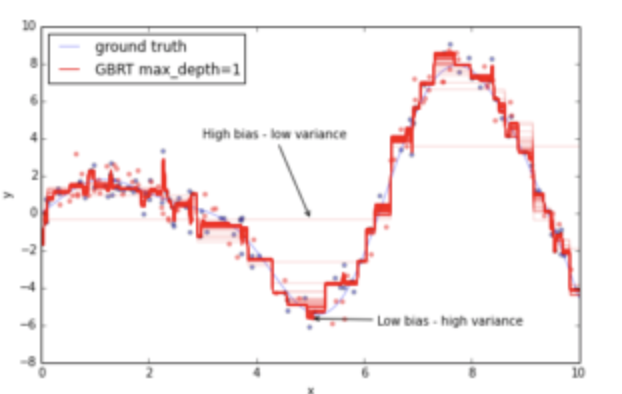 10
8
6
4
2
0
−2
−4
−6
−8
y
ground truth
GBRT max_depth=1
High bias - low variance
Low bias - high variance
0 2 4 6 8 10
x